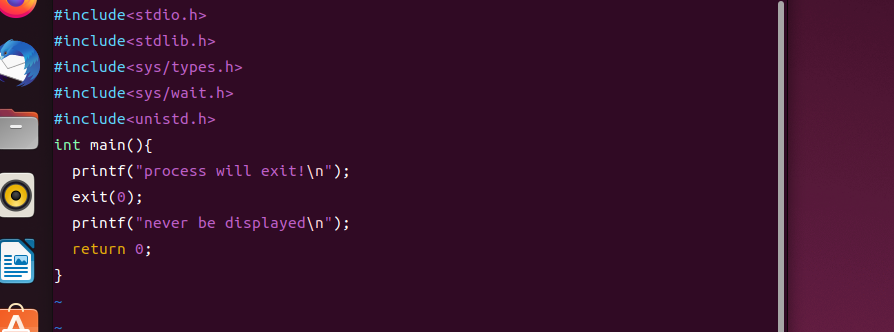 #include<stdio.h>
#include<stdlib.h>
#include<sys/types.h>
#include<sys/wait.h>
#include<unistd.h>
int main(){
  printf("process will exit!\n");
  exit(0);
  printf("never be displayed\n");
  return 0;
}
~
~